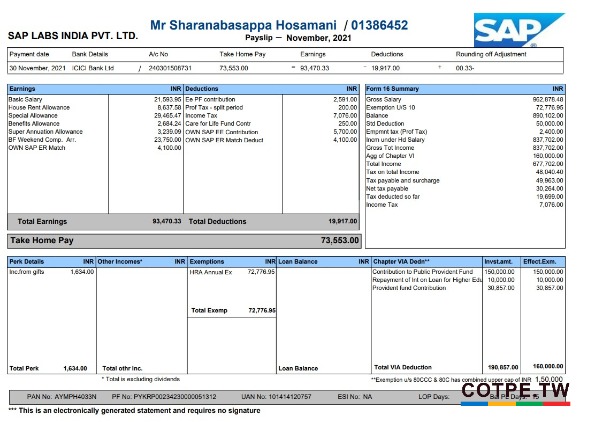 Mr Sharanabasappa Hosamani / 01386452
SAP LABS INDIA PVT. LTD.
Payslip – November, 2021
SAP
Payment date Bank Details A/c No Take Home Pay Earnings Deductions Rounding off Adjustment
30 November, 2021 ICICI Bank Ltd / 240301508731 73,553.00 = 93,470.33 - 19,917.00 + 00.33-
Earnings INR Deductions INR Form 16 Summary INR
Basic Salary 21,593.95 Ee PF contribution 2,591.00 Gross Salary 962,878.48
House Rent Allowance 8,637.58 Prof Tax - split period 200.00 Exemption U/S 10 72,776.95
Special Allowance 29,465.47 Income Tax 7,076.00 Balance 890,102.00
Benefits Allowance 2,684.24 Care for Life Fund Contr 250.00 Std Deduction 50,000.00
Super Annuation Allowance 3,239.09 OWN SAP EE Contribution 5,700.00 Empmnt tax (Prof Tax) 2,400.00
BF Weekend Comp. Arr. 23,750.00 OWN SAP ER Match Deduct 4,100.00 Incm under Hd Salary 837,702.00
OWN SAP ER Match 4,100.00 Gross Tot Income 837,702.00
Agg of Chapter VI 160,000.00
Total Income 677,702.00
Tax on total Income 48,040.40
Tax payable and surcharge 49,963.00
Net tax payable 30,264.00
Tax deducted so far 19,699.00
Income Tax 7,076.00
Total Earnings 93,470.33 Total Deductions 19,917.00
Take Home Pay 73,553.00
Perk Details INR Other Incomes* INR Exemptions INR Loan Balance INR Chapter VIA Dedn** Invst.amt. Effect.Exm.
Inc.from gifts 1,634.00 HRA Annual Ex 72,776.95 Contribution to Public Provident Fund 150,000.00 150,000.00
Repayment of Int on Loan for Higher Edu 10,000.00 10,000.00
Provident fund Contribution 30,857.00 30,857.00
Total Exemp 72,776.95
Total Perk 1,634.00 Total othr Inc. Loan Balance Total VIA Deduction 190,857.00 160,000.00
* Total is excluding dividends **Exemption u/s 80CCC & 80C has combined upper cap of INR 1,50,000
PAN No: AYMPH4033N PF No: PYKRP00234230000051312 UAN No: 101414120757 ESI No: NA LOP Days:
COTPE.TW
*** This is an electronically generated statement and requires no signature